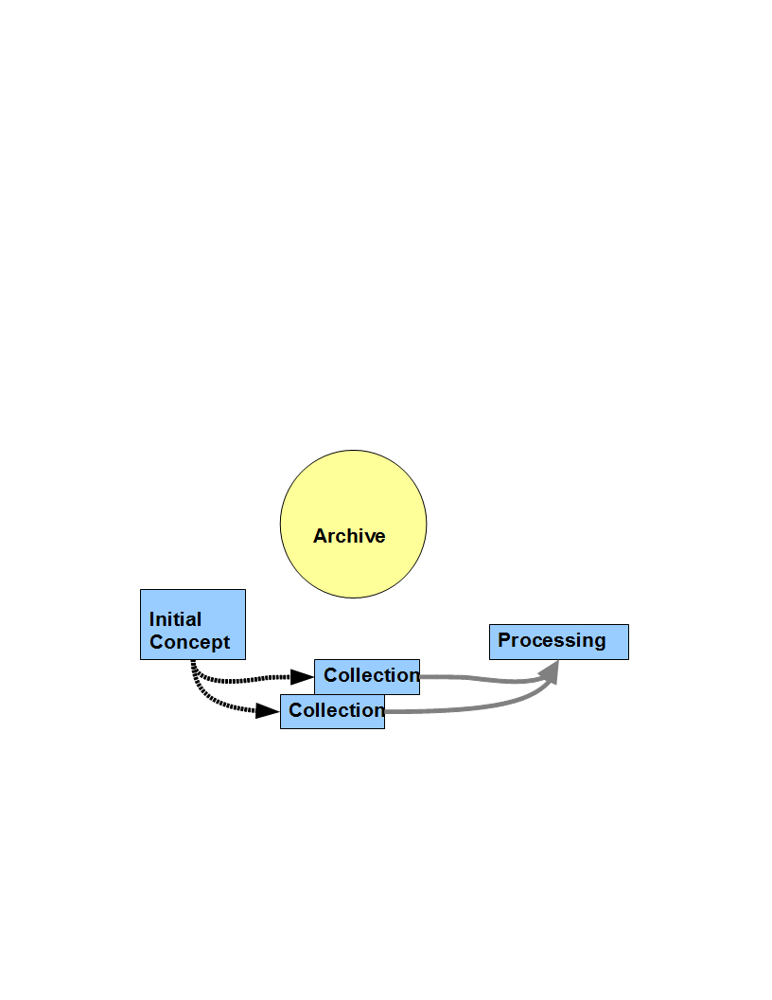 Archive
Initial
Concept
Processing
Collection
Collection